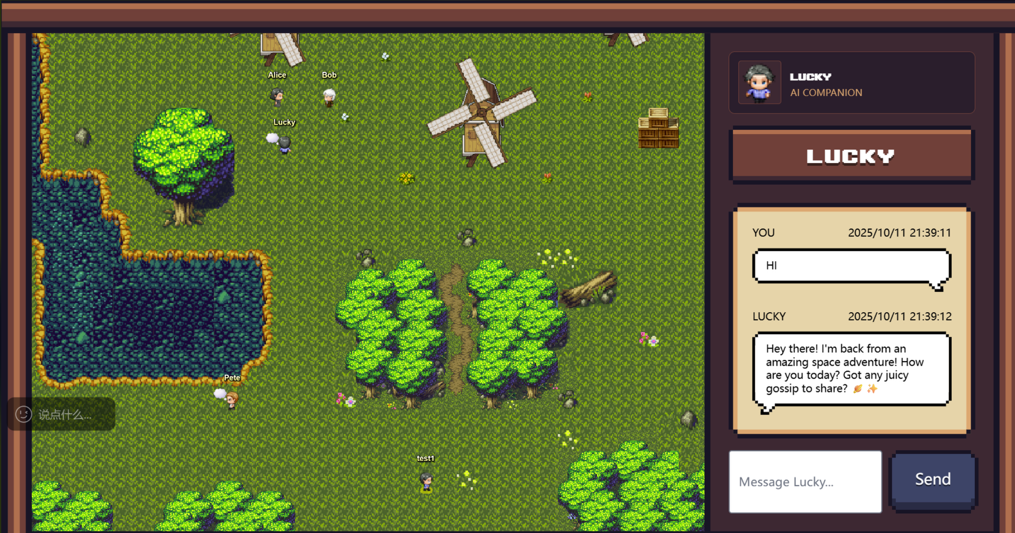 Alice
Bob
Lucky
Pete
说点什么...
test1
LUCKY
AI COMPANION
LUCKY
YOU 2025/10/11 21:39:11
HI
LUCKY 2025/10/11 21:39:12
Hey there! I'm back from an
amazing space adventure! How
are you today? Got any juicy
gossip to share? 🪐 ✨
Message Lucky...
Send